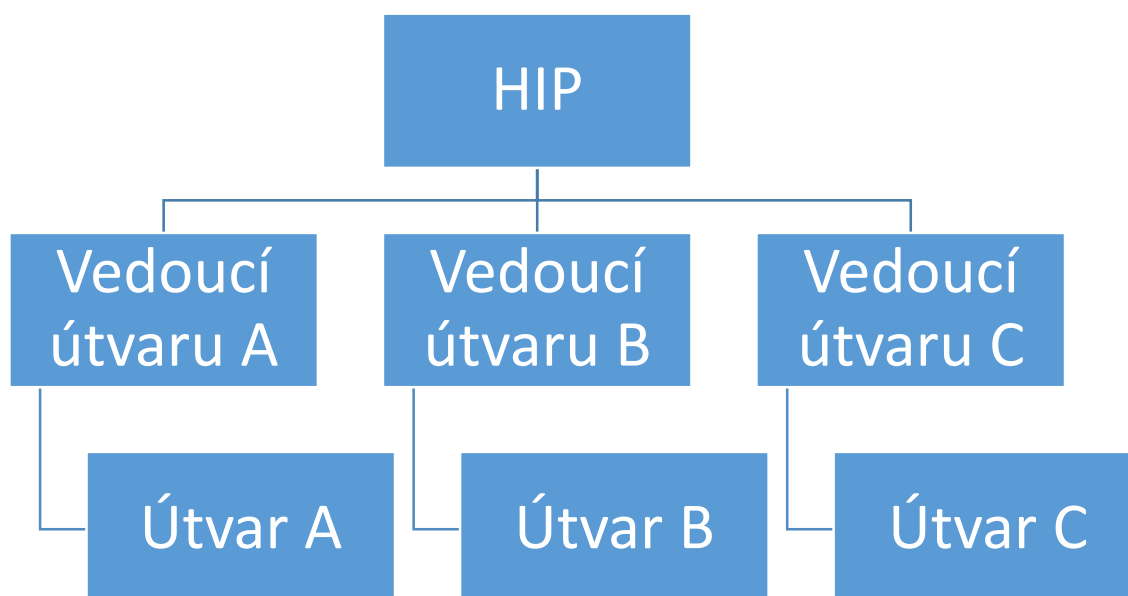 HIP
Vedoucí
útvaru A
Vedoucí
útvaru B
Vedoucí
útvaru C
Útvar A
Útvar B
Útvar C